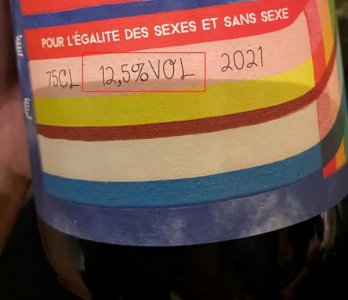 POUR L'ÉGALITE DES SEXES ET SANS SEXE
75CL 12,5%VOL 2021